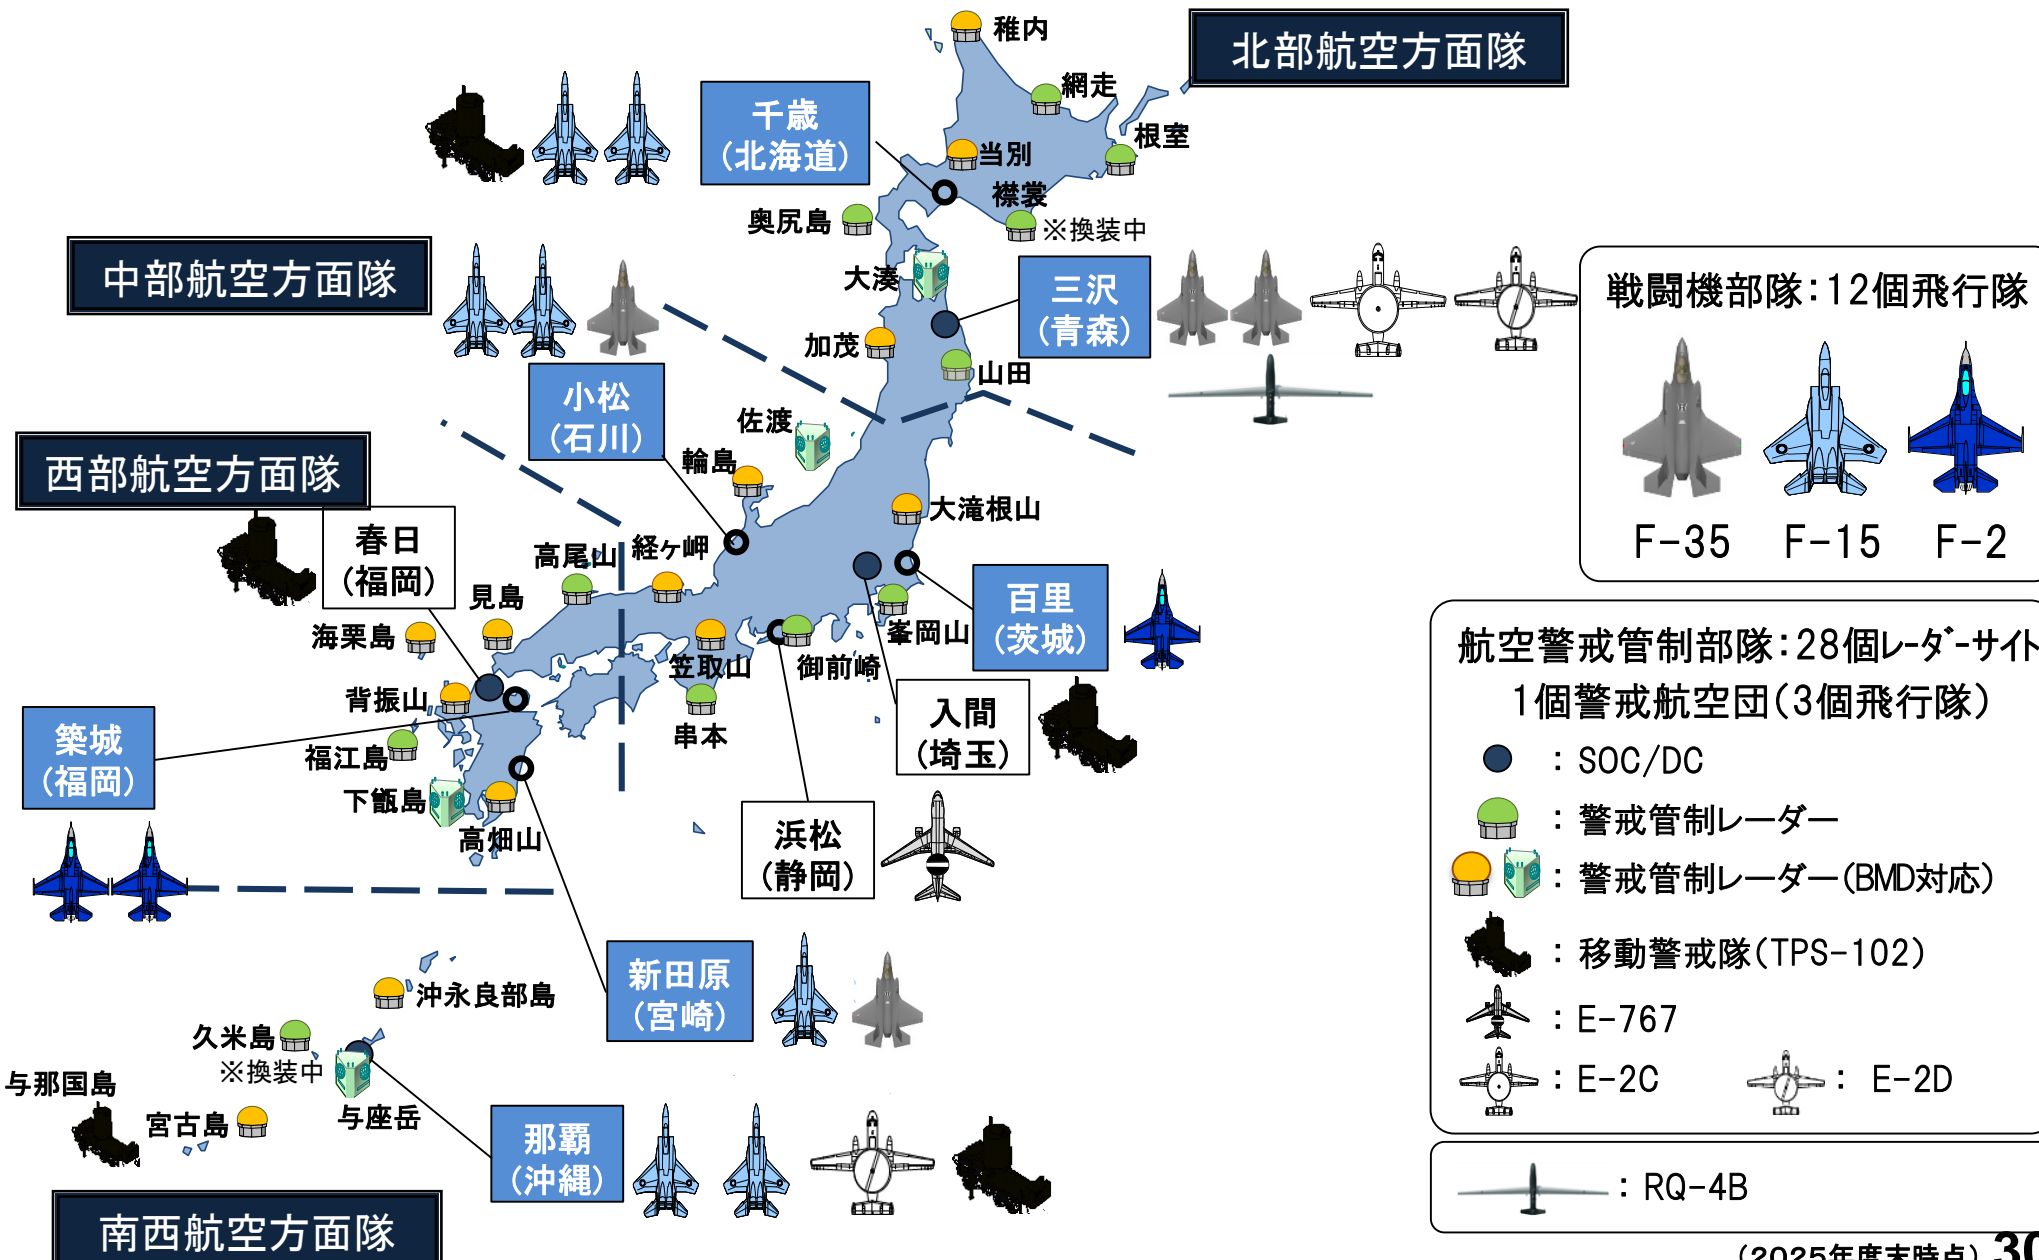 北部航空方面隊
稚内
網走
根室
当別
襟裳
※換装中
奥尻島
千歳
(北海道)
中部航空方面隊
大湊
三沢
(青森)
加茂
山田
小松
(石川)
佐渡
輪島
大滝根山
西部航空方面隊
春日
(福岡)
高尾山
経ヶ岬
見島
海栗島
百里
(茨城)
峯岡山
笠取山
御前崎
背振山
串本
入間
(埼玉)
築城
(福岡)
福江島
下甑島
高畑山
浜松
(静岡)
新田原
(宮崎)
沖永良部島
久米島
※換装中
与那国島
宮古島
与座岳
那覇
(沖縄)
南西航空方面隊
戦闘機部隊：12個飛行隊
F-35 F-15 F-2
航空警戒管制部隊：28個ﾚｰﾀﾞｰｻｲﾄ
1個警戒航空団(3個飛行隊)
：SOC/DC
：警戒管制レーダー
：警戒管制レーダー(BMD対応)
：移動警戒隊(TPS-102)
：E-767
：E-2C ：E-2D
：RQ-4B
(2025年度末時点)